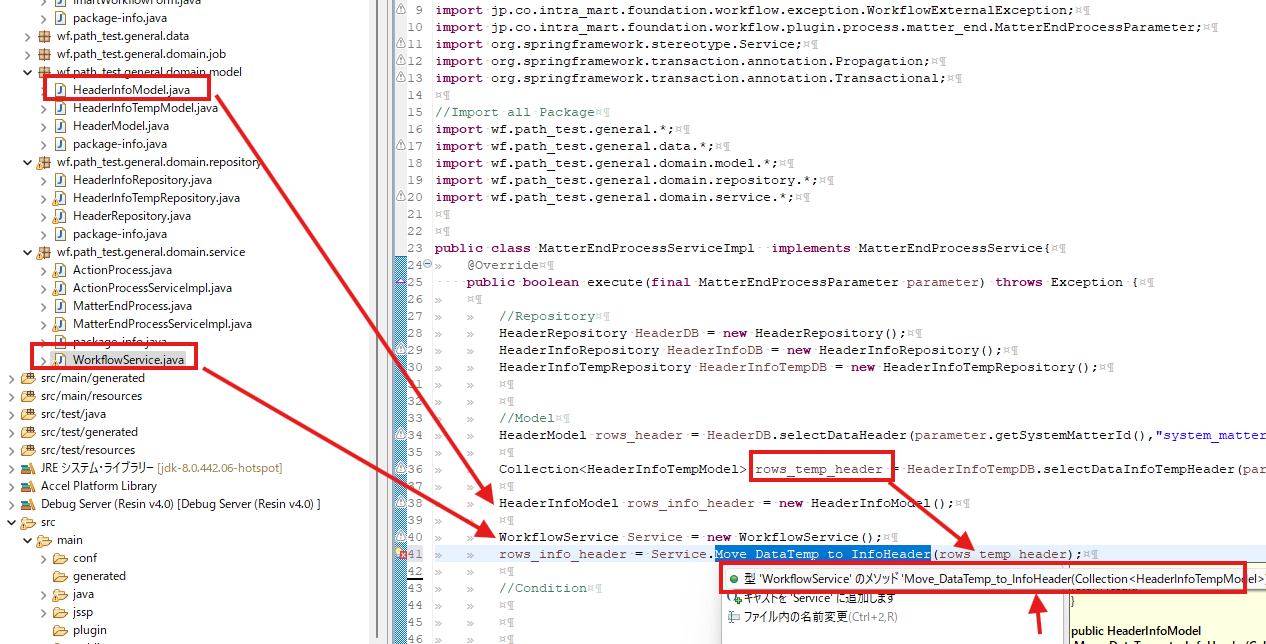 ImartWorkflowForm.java
package-info.java
wf.path_test.general.data
wf.path_test.general.domain.job
wf.path_test.general.domain.model
HeaderInfoModel.java
HeaderInfoTempModel.java
HeaderModel.java
package-info.java
wf.path_test.general.domain.repository
HeaderInfoRepository.java
HeaderInfoTempRepository.java
HeaderRepository.java
package-info.java
wf.path_test.general.domain.service
ActionProcess.java
ActionProcessServiceImpl.java
MatterEndProcess.java
MatterEndProcessServiceImpl.java
package-info.java
WorkflowService.java
src/main/generated
src/main/resources
src/test/java
src/test/generated
src/test/resources
JRE システム・ライブラリー [jdk-8.0.442.06-hotspot]
Accel Platform Library
Debug Server (Resin v4.0) [Debug Server (Resin v4.0) ]
src
main
conf
generated
java
jssp
plugin
9 import jp.co.intra_mart.foundation.workflow.exception.WorkflowExternalException;¤¶
10 import jp.co.intra_mart.foundation.workflow.plugin.process.matter_end.MatterEndProcessParameter;¤¶
11 import org.springframework.stereotype.Service;¤¶
12 import org.springframework.transaction.annotation.Propagation;¤¶
13 import org.springframework.transaction.annotation.Transactional;¤¶
14 ¤¶
15 //Import all Package¤¶
16 import wf.path_test.general.*;¤¶
17 import wf.path_test.general.data.*;¤¶
18 import wf.path_test.general.domain.model.*;¤¶
19 import wf.path_test.general.domain.repository.*;¤¶
20 import wf.path_test.general.domain.service.*;¤¶
21 ¤¶
22 ¤¶
23 public class MatterEndProcessServiceImpl implements MatterEndProcessService{¤¶
24 » @Override¤¶
25 public boolean execute(final MatterEndProcessParameter parameter) throws Exception {¤¶
26 » ¤¶
27 » » //Repository¤¶
28 » » HeaderRepository HeaderDB = new HeaderRepository();¤¶
29 » » HeaderInfoRepository HeaderInfoDB = new HeaderInfoRepository();¤¶
30 » » HeaderInfoTempRepository HeaderInfoTempDB = new HeaderInfoTempRepository();¤¶
31 » » ¤¶
32 » » ¤¶
33 » » //Model¤¶
34 » » HeaderModel rows_header = HeaderDB.selectDataHeader(parameter.getSystemMatterId(),"system_matter
35 » » ¤¶
36 » » Collection<HeaderInfoTempModel> rows_temp_header = HeaderInfoTempDB.selectDataInfoTempHeader(par
37 » » ¤¶
38 » » HeaderInfoModel rows_info_header = new HeaderInfoModel();¤¶
39 » » ¤¶
40 » » WorkflowService Service = new WorkflowService();¤¶
41 » » rows_info_header = Service.Move_DataTemp_to_InfoHeader(rows_temp_header);¤¶
42
43 » » //Condition¤¶
44 » » ¤¶
45 » » ¤¶
46 » » ¤¶
型 'WorkflowService' のメソッド 'Move_DataTemp_to_InfoHeader(Collection<HeaderInfoTempModel>)
キャストを 'Service' に追加します
ファイル内の名前変更(Ctrl+2,R)
}
public HeaderInfoModel